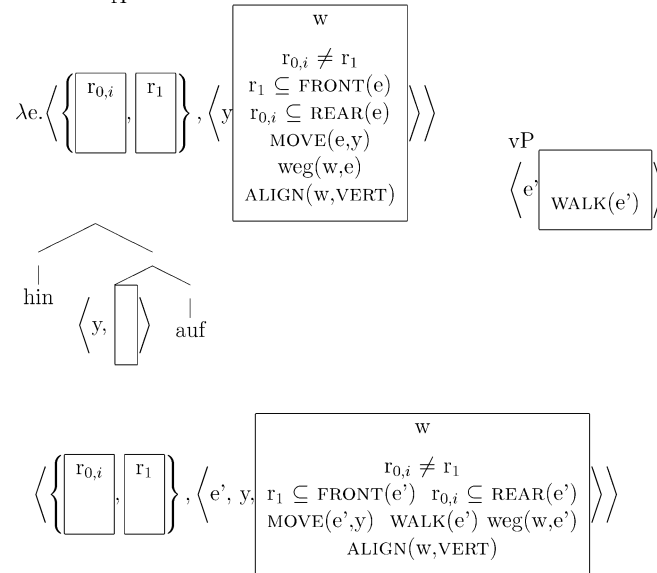 w
r₀,ᵢ ≠ r₁
λe.⟨{ r₀,ᵢ , r₁ } , ⟨y
r₁ ⊆ FRONT(e)
r₀,ᵢ ⊆ REAR(e)
MOVE(e,y)
weg(w,e)
ALIGN(w,VERT)
⟩⟩
vP
⟨e'
WALK(e')
⟩
hin
⟨y, ⟩
auf
w
r₀,ᵢ ≠ r₁
⟨{ r₀,ᵢ , r₁ } , ⟨e', y,
r₁ ⊆ FRONT(e') r₀,ᵢ ⊆ REAR(e')
MOVE(e',y) WALK(e') weg(w,e')
ALIGN(w,VERT)
⟩⟩